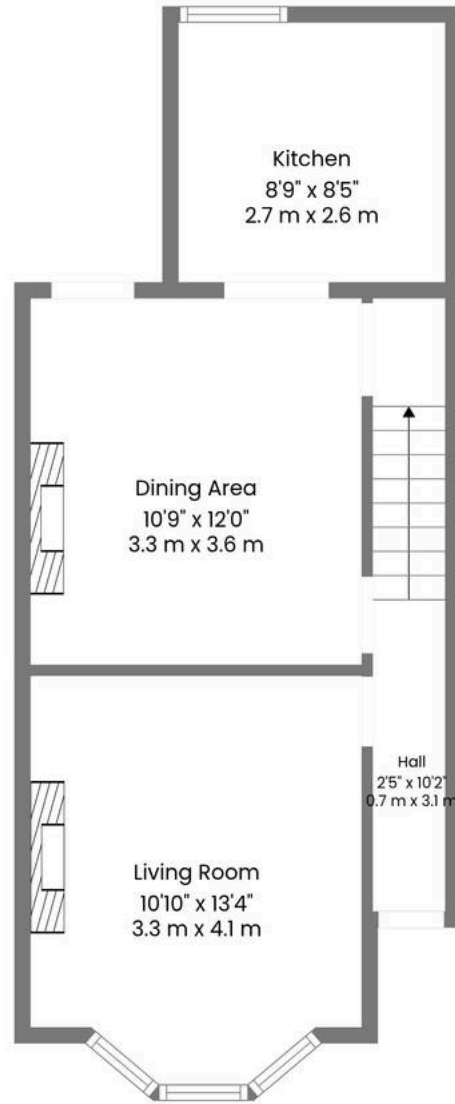 Kitchen
8'9" x 8'5"
2.7 m x 2.6 m
Dining Area
10'9" x 12'0"
3.3 m x 3.6 m
Hall
2'5" x 10'2"
0.7 m x 3.1 m
Living Room
10'10" x 13'4"
3.3 m x 4.1 m